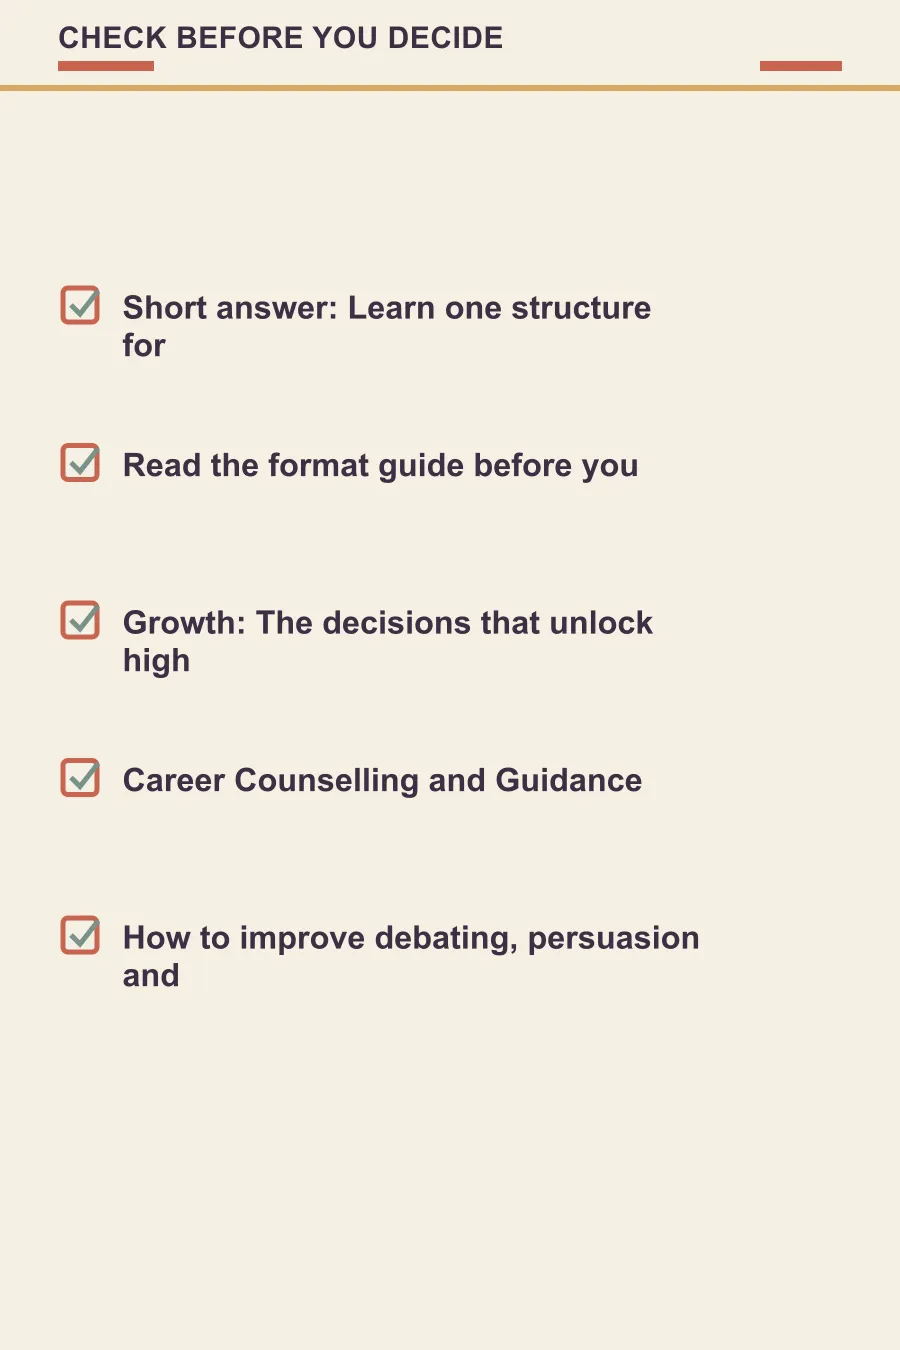 CHECK BEFORE YOU DECIDE
Short answer: Learn one structure
for
Read the format guide before you
Growth: The decisions that unlock
high
Career Counselling and Guidance
How to improve debating, persuasion
and